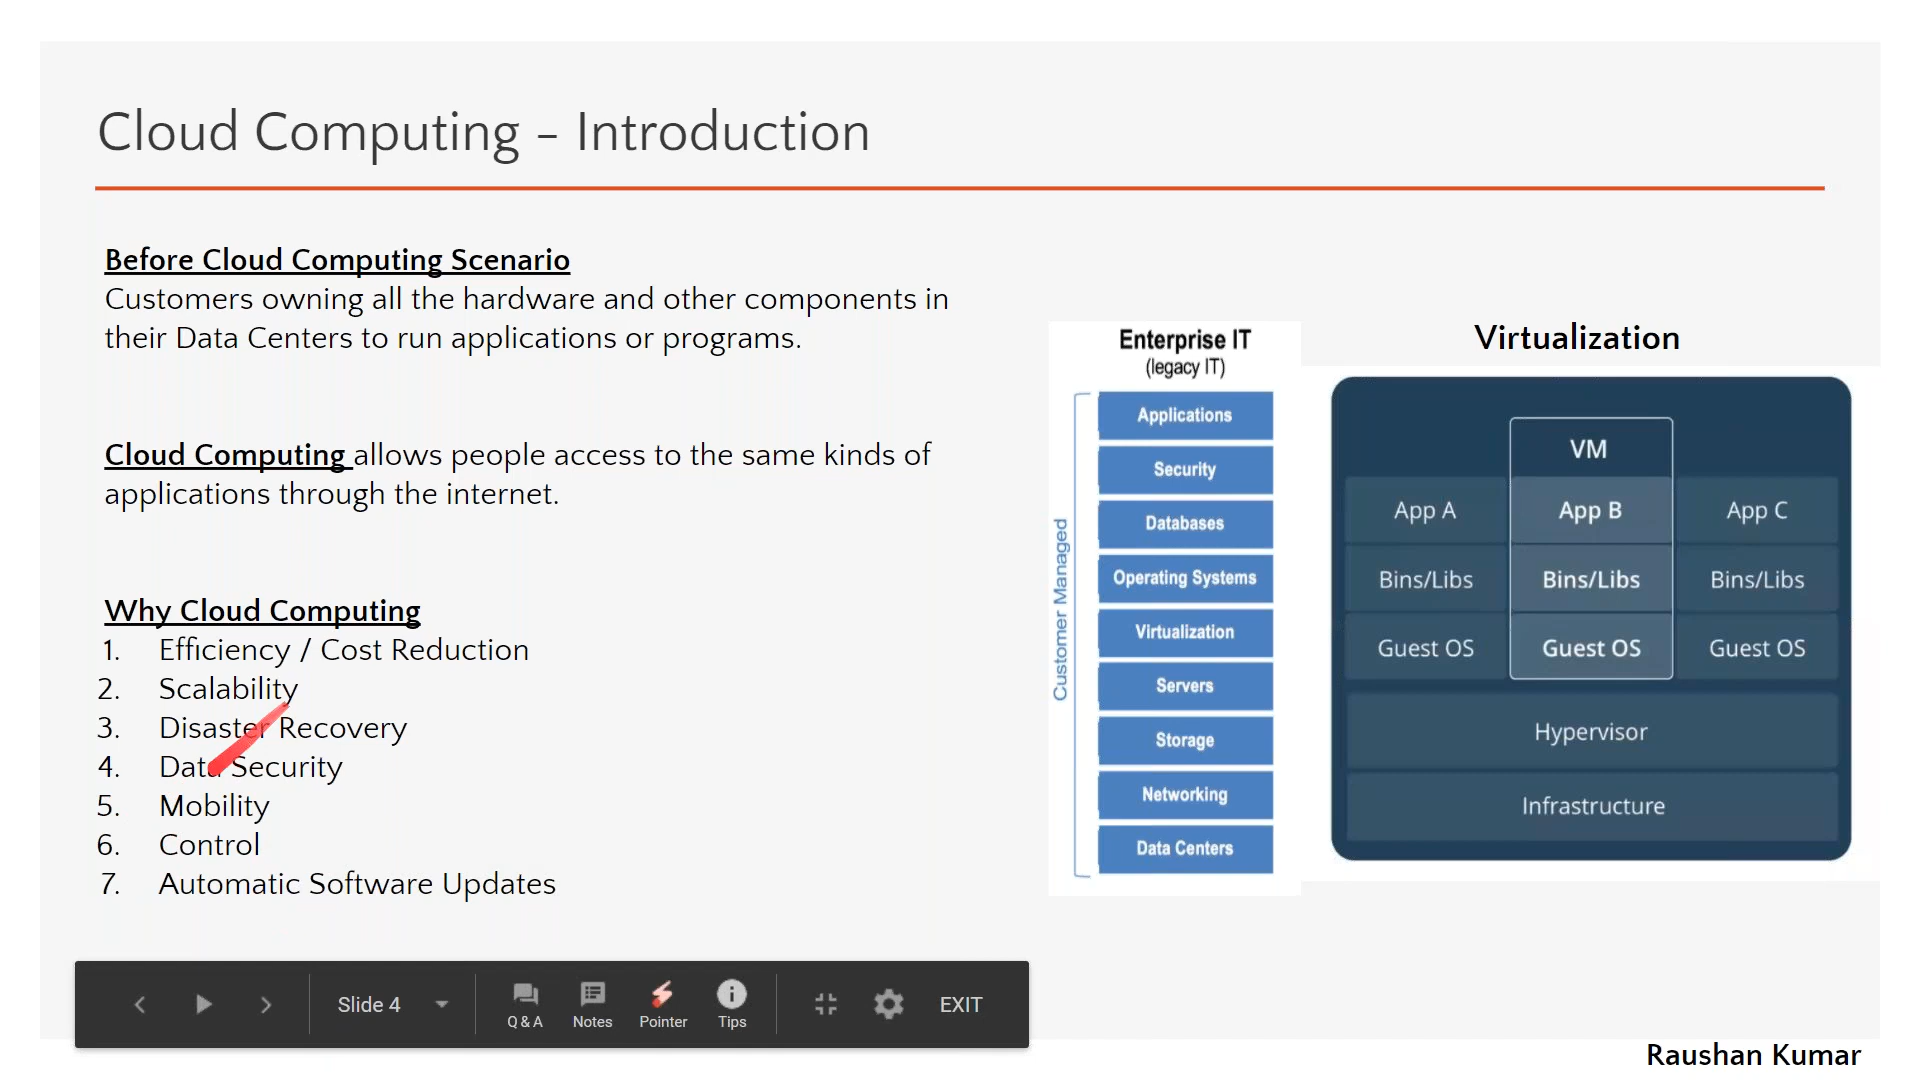 Cloud Computing – Introduction
Before Cloud Computing Scenario
Customers owning all the hardware and other components in
their Data Centers to run applications or programs.
Cloud Computing allows people access to the same kinds of
applications through the internet.
Why Cloud Computing
1. Efficiency / Cost Reduction
2. Scalability
3. Disaster Recovery
4. Data Security
5. Mobility
6. Control
7. Automatic Software Updates
Enterprise IT
(legacy IT)
Customer Managed
Applications
Security
Databases
Operating Systems
Virtualization
Servers
Storage
Networking
Data Centers
Virtualization
VM
App A App B App C
Bins/Libs Bins/Libs Bins/Libs
Guest OS Guest OS Guest OS
Hypervisor
Infrastructure
Slide 4
Q & A Notes Pointer Tips
EXIT
Raushan Kumar